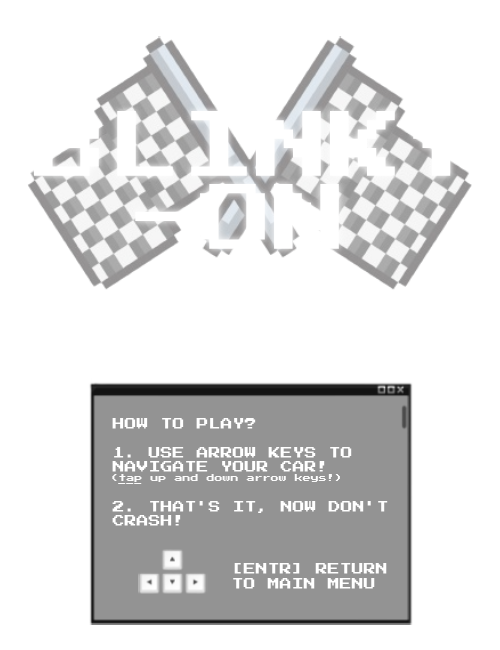 -ON
HOW TO PLAY?
1. USE ARROW KEYS TO
NAVIGATE YOUR CAR!
(tap up and down arrow keys!)
2. THAT'S IT, NOW DON'T
CRASH!
[ENTR] RETURN
TO MAIN MENU